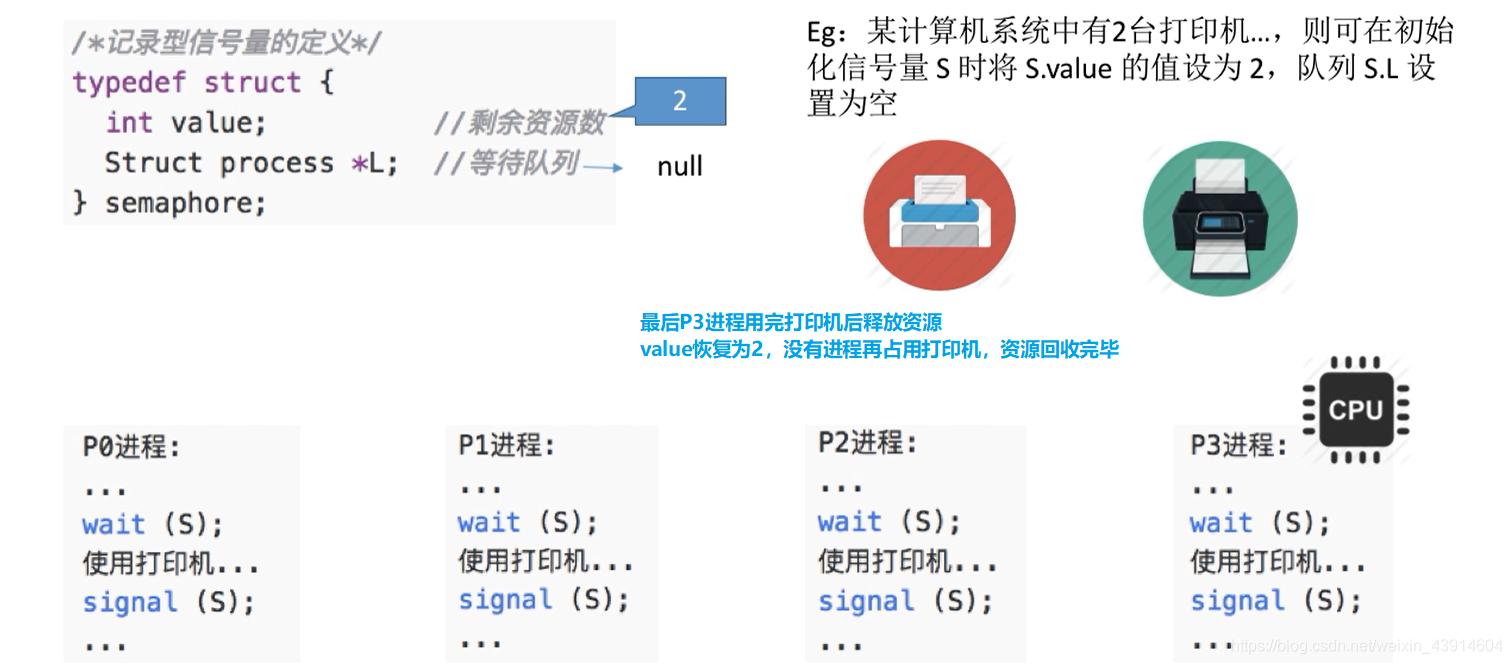 /*记录型信号量的定义*/
typedef struct {
int value; //剩余资源数
Struct process *L; //等待队列
} semaphore;
2
null
Eg：某计算机系统中有2台打印机...，则可在初始
化信号量 S 时将 S.value 的值设为 2，队列 S.L 设
置为空
最后P3进程用完打印机后释放资源
value恢复为2，没有进程再占用打印机，资源回收完毕
CPU
P0进程:
...
wait (S);
使用打印机...
signal (S);
...
P1进程:
...
wait (S);
使用打印机...
signal (S);
...
P2进程:
...
wait (S);
使用打印机...
signal (S);
...
P3进程:
...
wait (S);
使用打印机...
signal (S);
...
https://blog.csdn.net/weixin_43914604